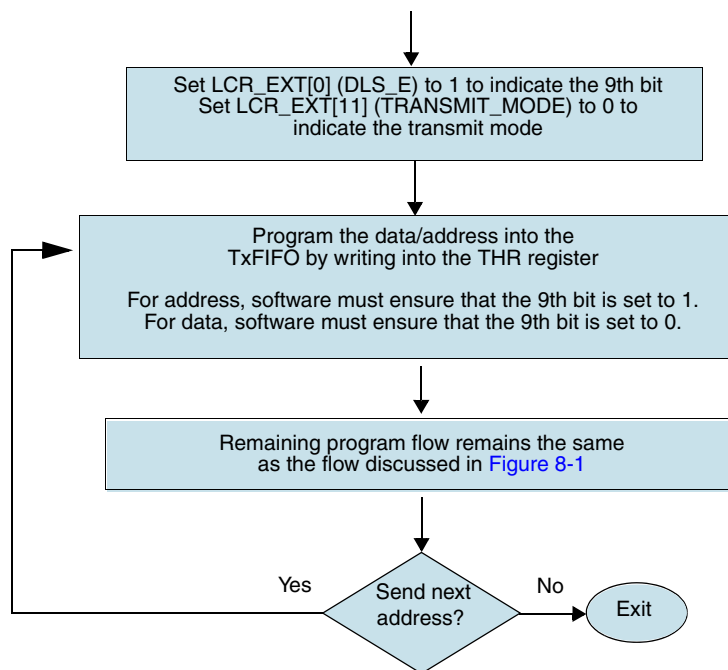 Set LCR_EXT[0] (DLS_E) to 1 to indicate the 9th bit
Set LCR_EXT[11] (TRANSMIT_MODE) to 0 to
indicate the transmit mode
Program the data/address into the
TxFIFO by writing into the THR register
For address, software must ensure that the 9th bit is set to 1.
For data, software must ensure that the 9th bit is set to 0.
Remaining program flow remains the same
as the flow discussed in Figure 8-1
Yes
Send next
address?
No
Exit